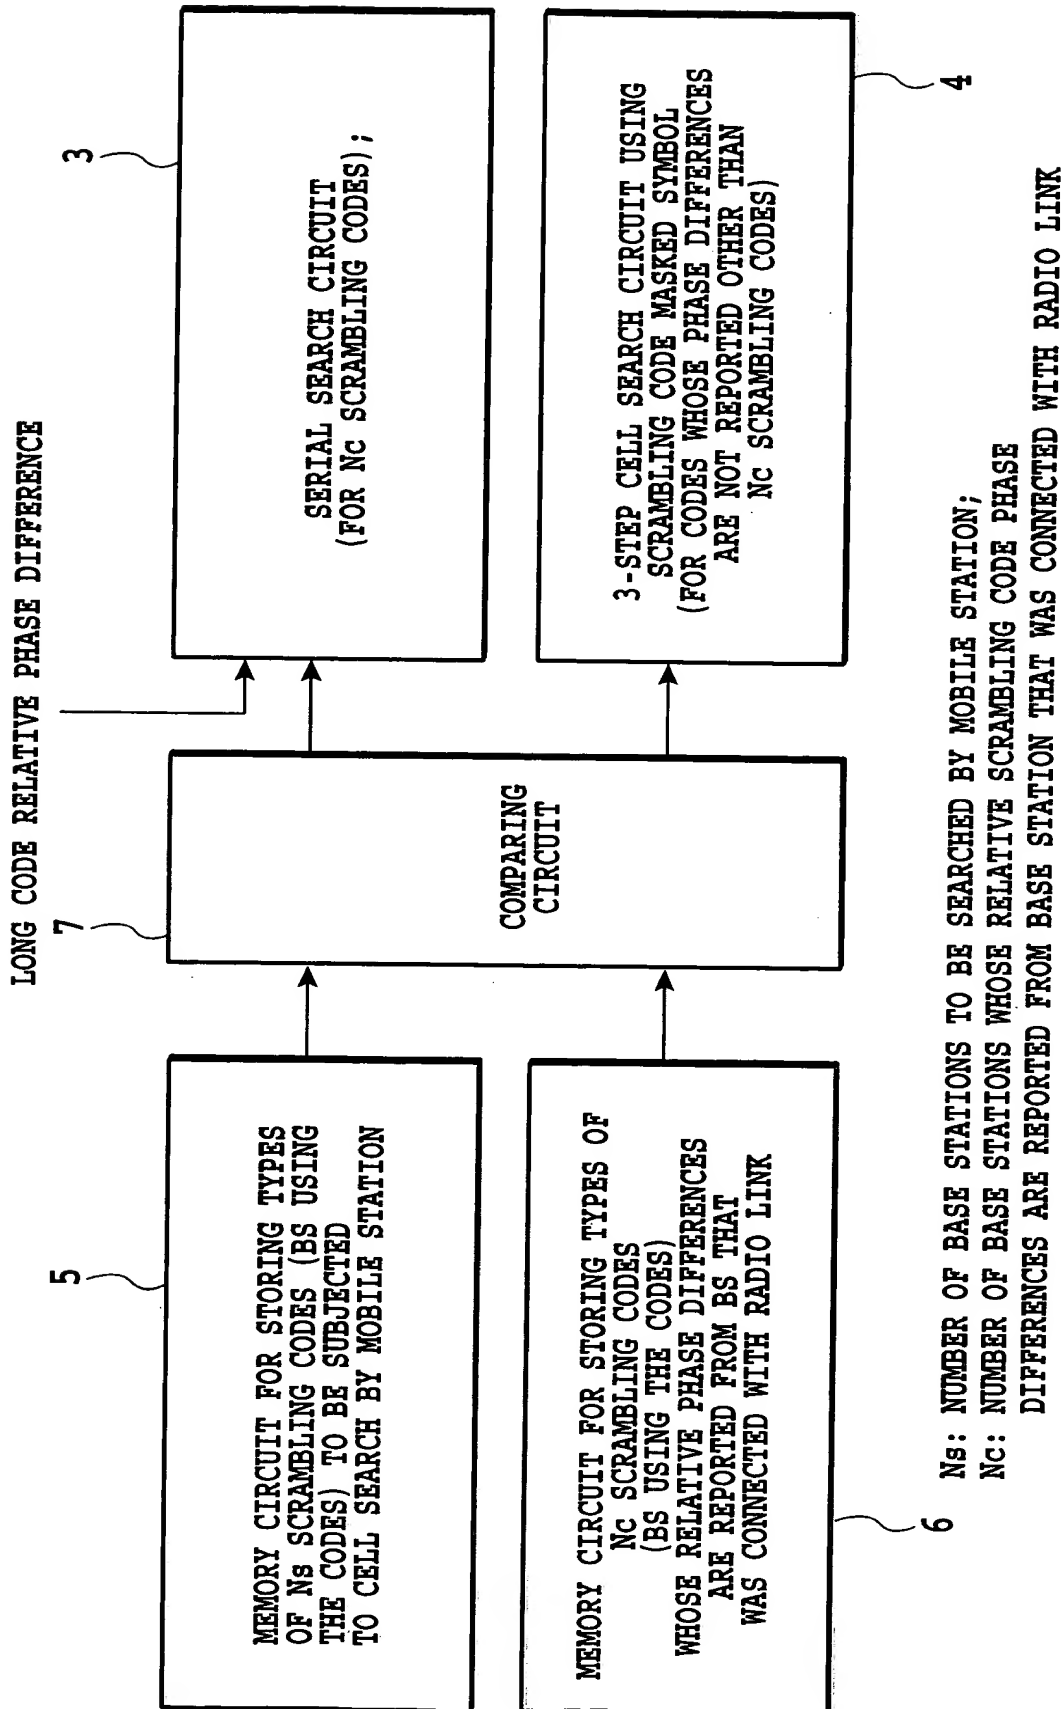 LONG CODE RELATIVE PHASE DIFFERENCE
5
MEMORY CIRCUIT FOR STORING TYPES
OF Ns SCRAMBLING CODES (BS USING
THE CODES) TO BE SUBJECTED
TO CELL SEARCH BY MOBILE STATION
7
COMPARING
CIRCUIT
3
SERIAL SEARCH CIRCUIT
(FOR Nc SCRAMBLING CODES);
MEMORY CIRCUIT FOR STORING TYPES OF
Nc SCRAMBLING CODES
(BS USING THE CODES)
WHOSE RELATIVE PHASE DIFFERENCES
ARE REPORTED FROM BS THAT
WAS CONNECTED WITH RADIO LINK
6
3-STEP CELL SEARCH CIRCUIT USING
SCRAMBLING CODE MASKED SYMBOL
(FOR CODES WHOSE PHASE DIFFERENCES
ARE NOT REPORTED OTHER THAN
Nc SCRAMBLING CODES)
4
Ns: NUMBER OF BASE STATIONS TO BE SEARCHED BY MOBILE STATION;
Nc: NUMBER OF BASE STATIONS WHOSE RELATIVE SCRAMBLING CODE PHASE
DIFFERENCES ARE REPORTED FROM BASE STATION THAT WAS CONNECTED WITH RADIO LINK